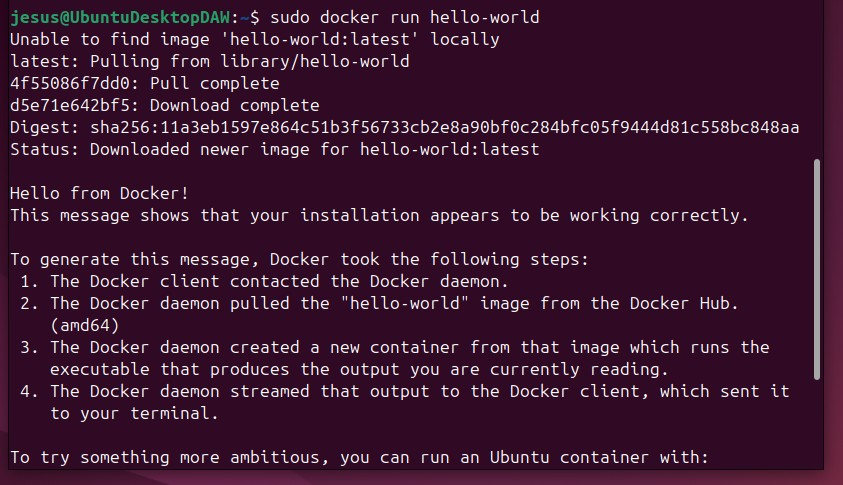 jesus@UbuntuDesktopDAW:~$ sudo docker run hello-world
Unable to find image 'hello-world:latest' locally
latest: Pulling from library/hello-world
4f55086f7dd0: Pull complete
d5e71e642bf5: Download complete
Digest: sha256:11a3eb1597e864c51b3f56733cb2e8a90bf0c284bfc05f9444d81c558bc848aa
Status: Downloaded newer image for hello-world:latest

Hello from Docker!
This message shows that your installation appears to be working correctly.

To generate this message, Docker took the following steps:
 1. The Docker client contacted the Docker daemon.
 2. The Docker daemon pulled the "hello-world" image from the Docker Hub.
    (amd64)
 3. The Docker daemon created a new container from that image which runs the
    executable that produces the output you are currently reading.
 4. The Docker daemon streamed that output to the Docker client, which sent it
    to your terminal.

To try something more ambitious, you can run an Ubuntu container with: